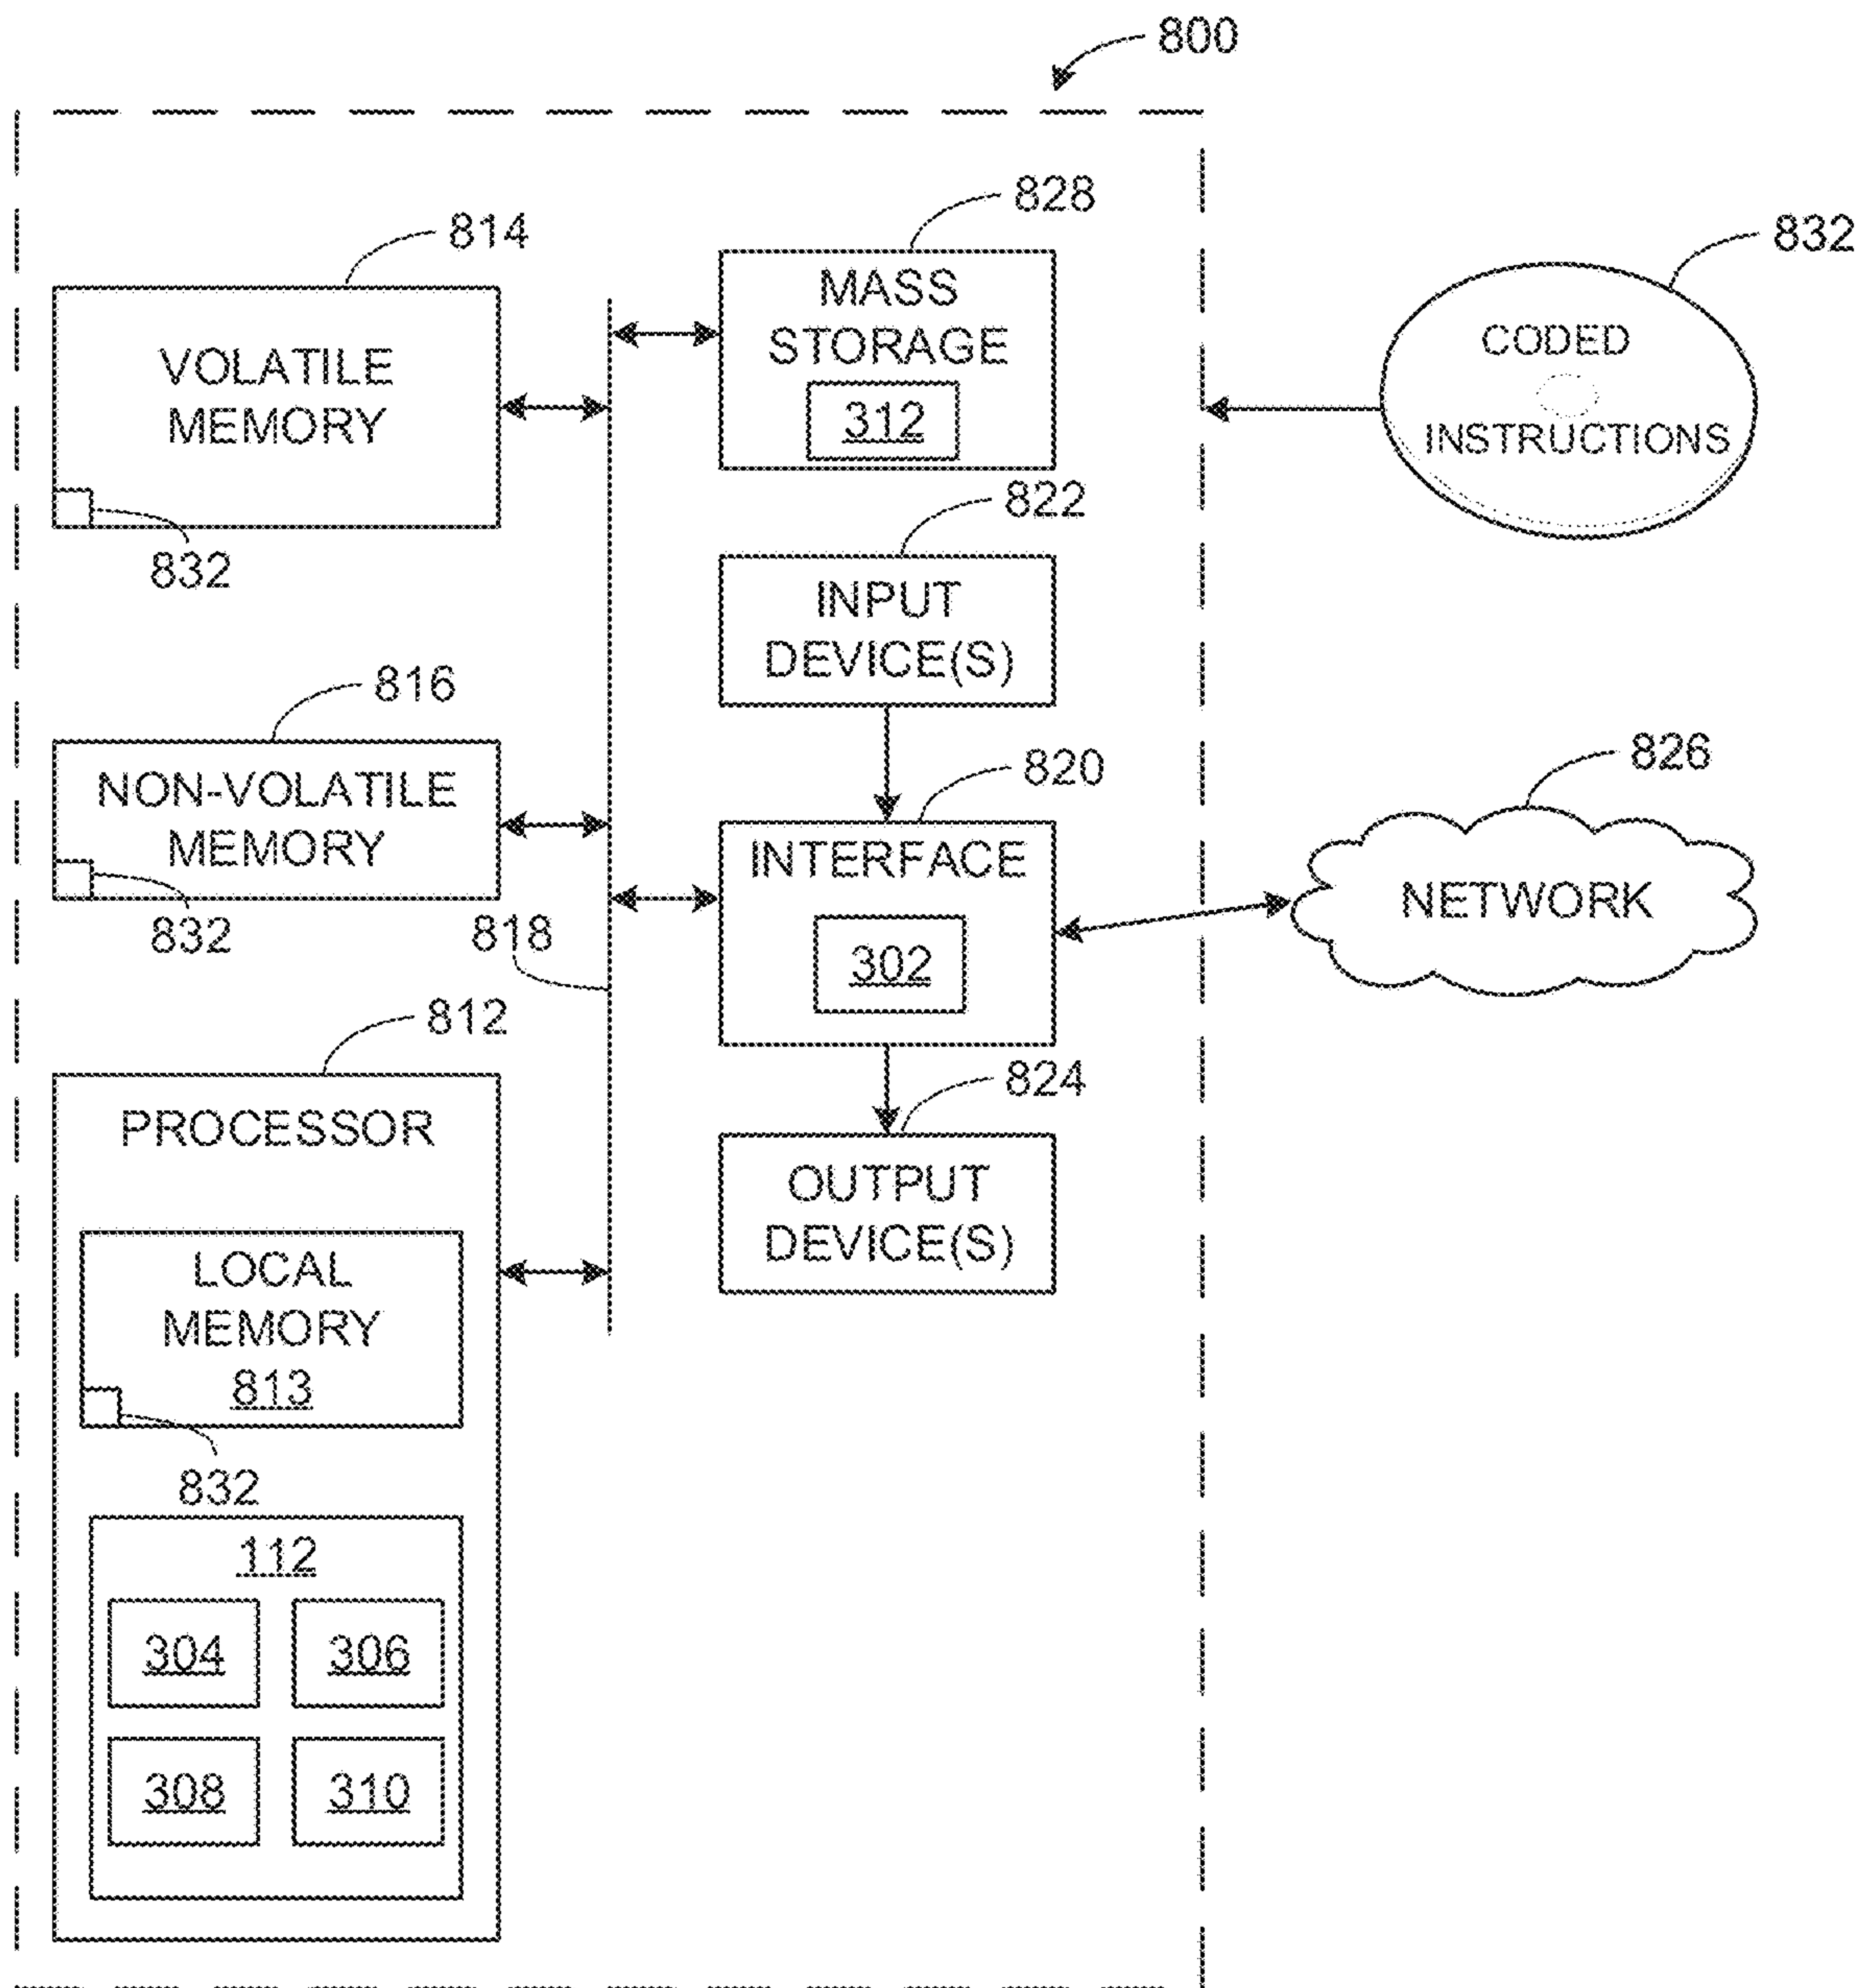 800
828
814
832
MASS
STORAGE
312
VOLATILE
MEMORY
832
CODED
INSTRUCTIONS
822
INPUT
DEVICE(S)
816
NON-VOLATILE
MEMORY
832
818
820
INTERFACE
302
826
NETWORK
812
PROCESSOR
824
OUTPUT
DEVICE(S)
LOCAL
MEMORY
813
832
112
304
306
308
310